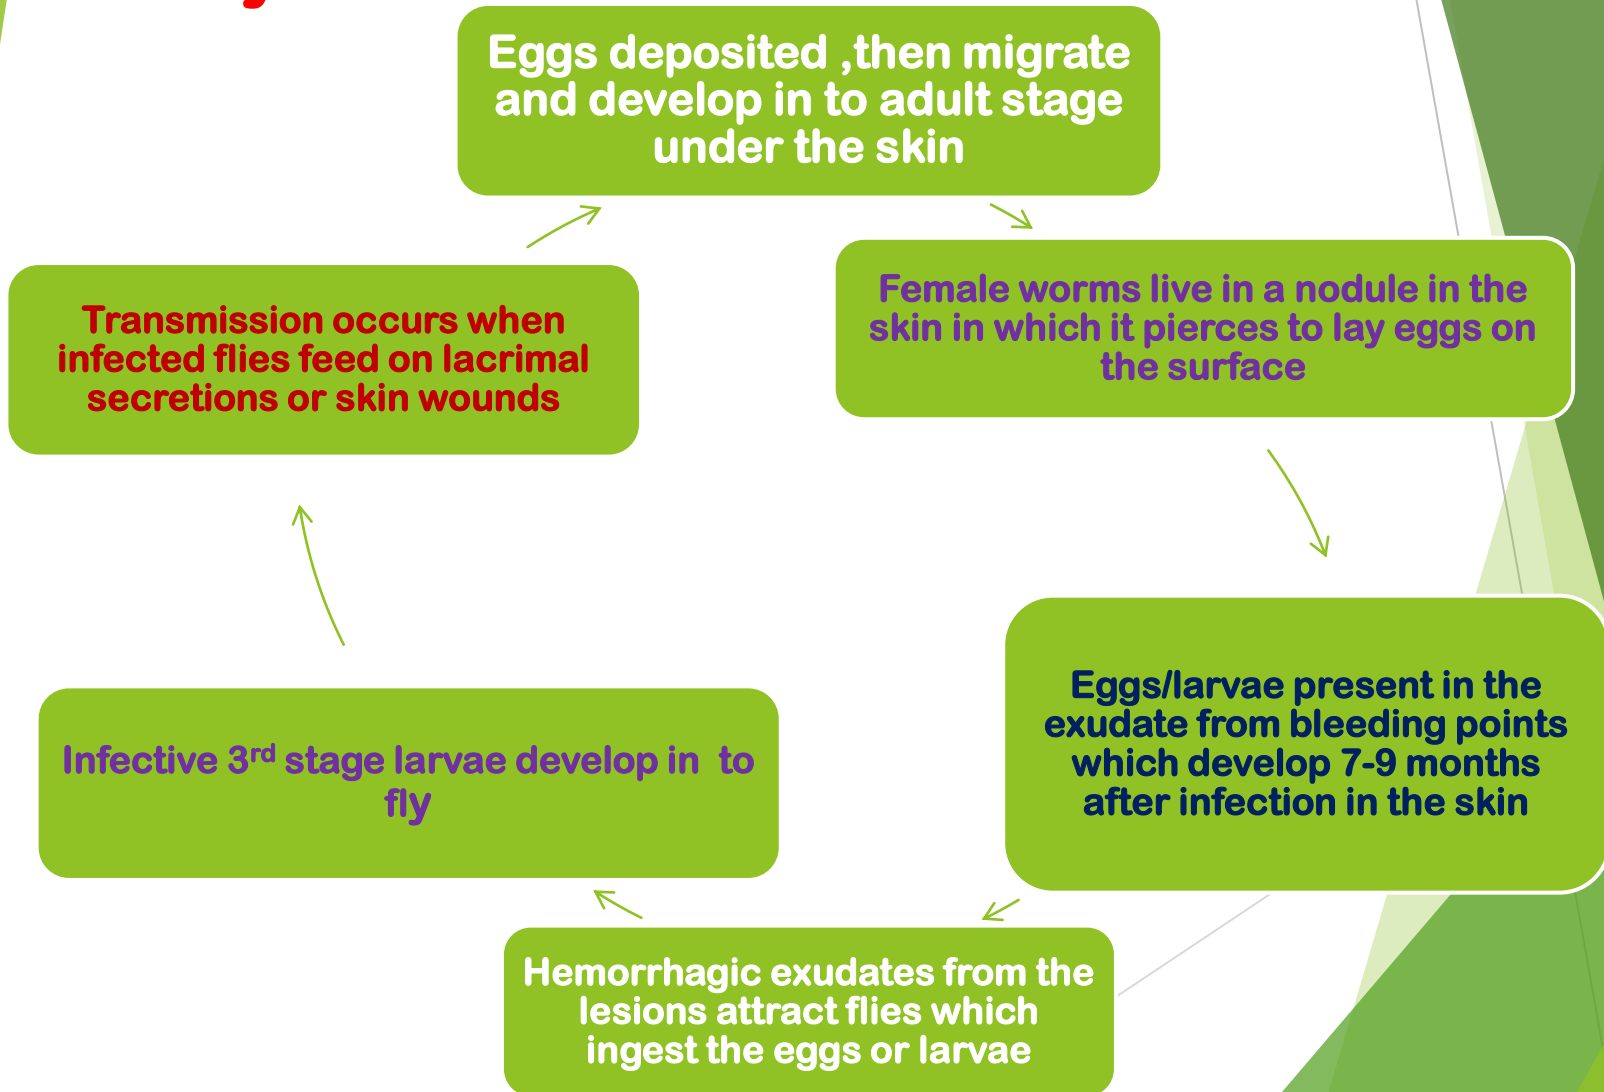 Eggs deposited ,then migrate
and develop in to adult stage
under the skin
Female worms live in a nodule in the
skin in which it pierces to lay eggs on
the surface
Eggs/larvae present in the
exudate from bleeding points
which develop 7-9 months
after infection in the skin
Hemorrhagic exudates from the
lesions attract flies which
ingest the eggs or larvae
Infective 3rd stage larvae develop in to
fly
Transmission occurs when
infected flies feed on lacrimal
secretions or skin wounds